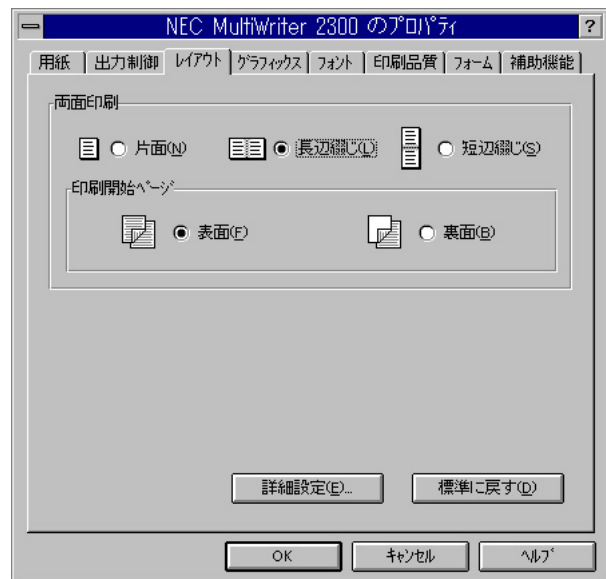 NEC MultiWriter 2300 のﾌﾟﾛﾊﾟﾃｨ ?
用紙 出力制御 ﾚｲｱｳﾄ ｸﾞﾗﾌｨｯｸｽ ﾌｫﾝﾄ 印刷品質 ﾌｫｰﾑ 補助機能
両面印刷
片面(N) 長辺綴じ(L) 短辺綴じ(S)
印刷開始ﾍﾟｰｼﾞ
表面(F) 裏面(B)
詳細設定(E)... 標準に戻す(D)
OK ｷｬﾝｾﾙ ﾍﾙﾌﾟ